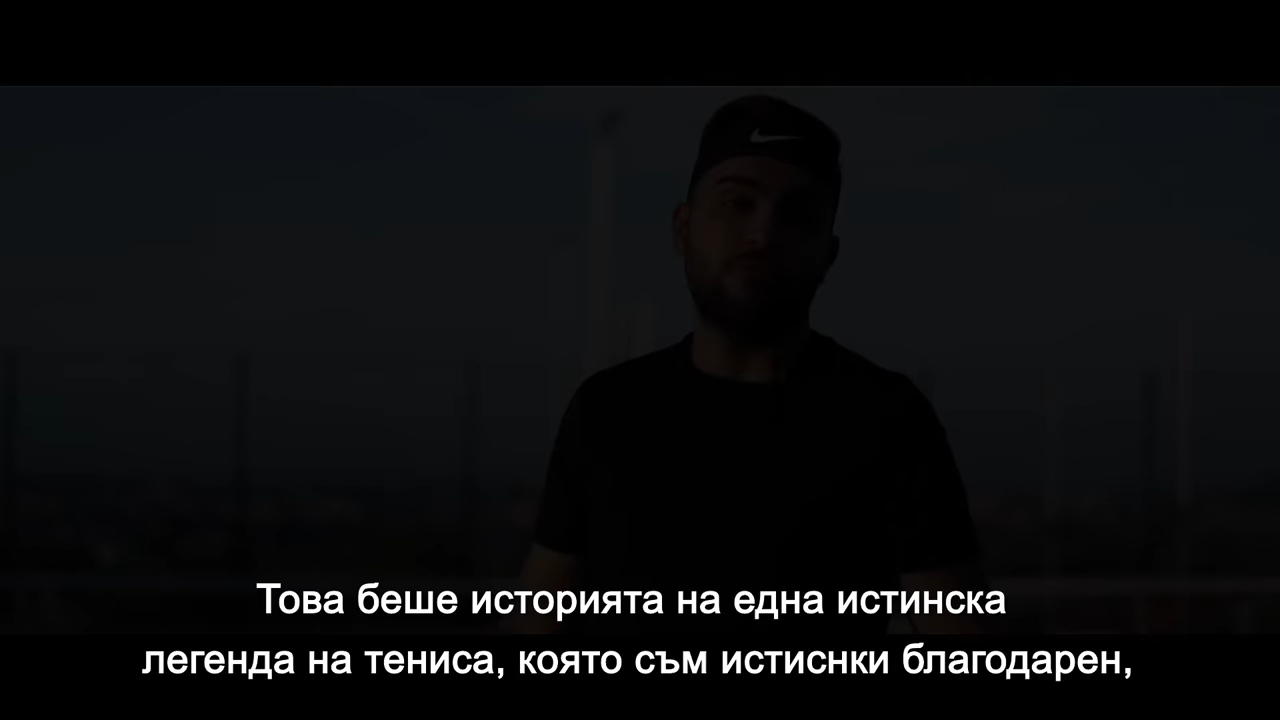 Това беше историята на една истинска
легенда на тениса, която съм истиснки благодарен,